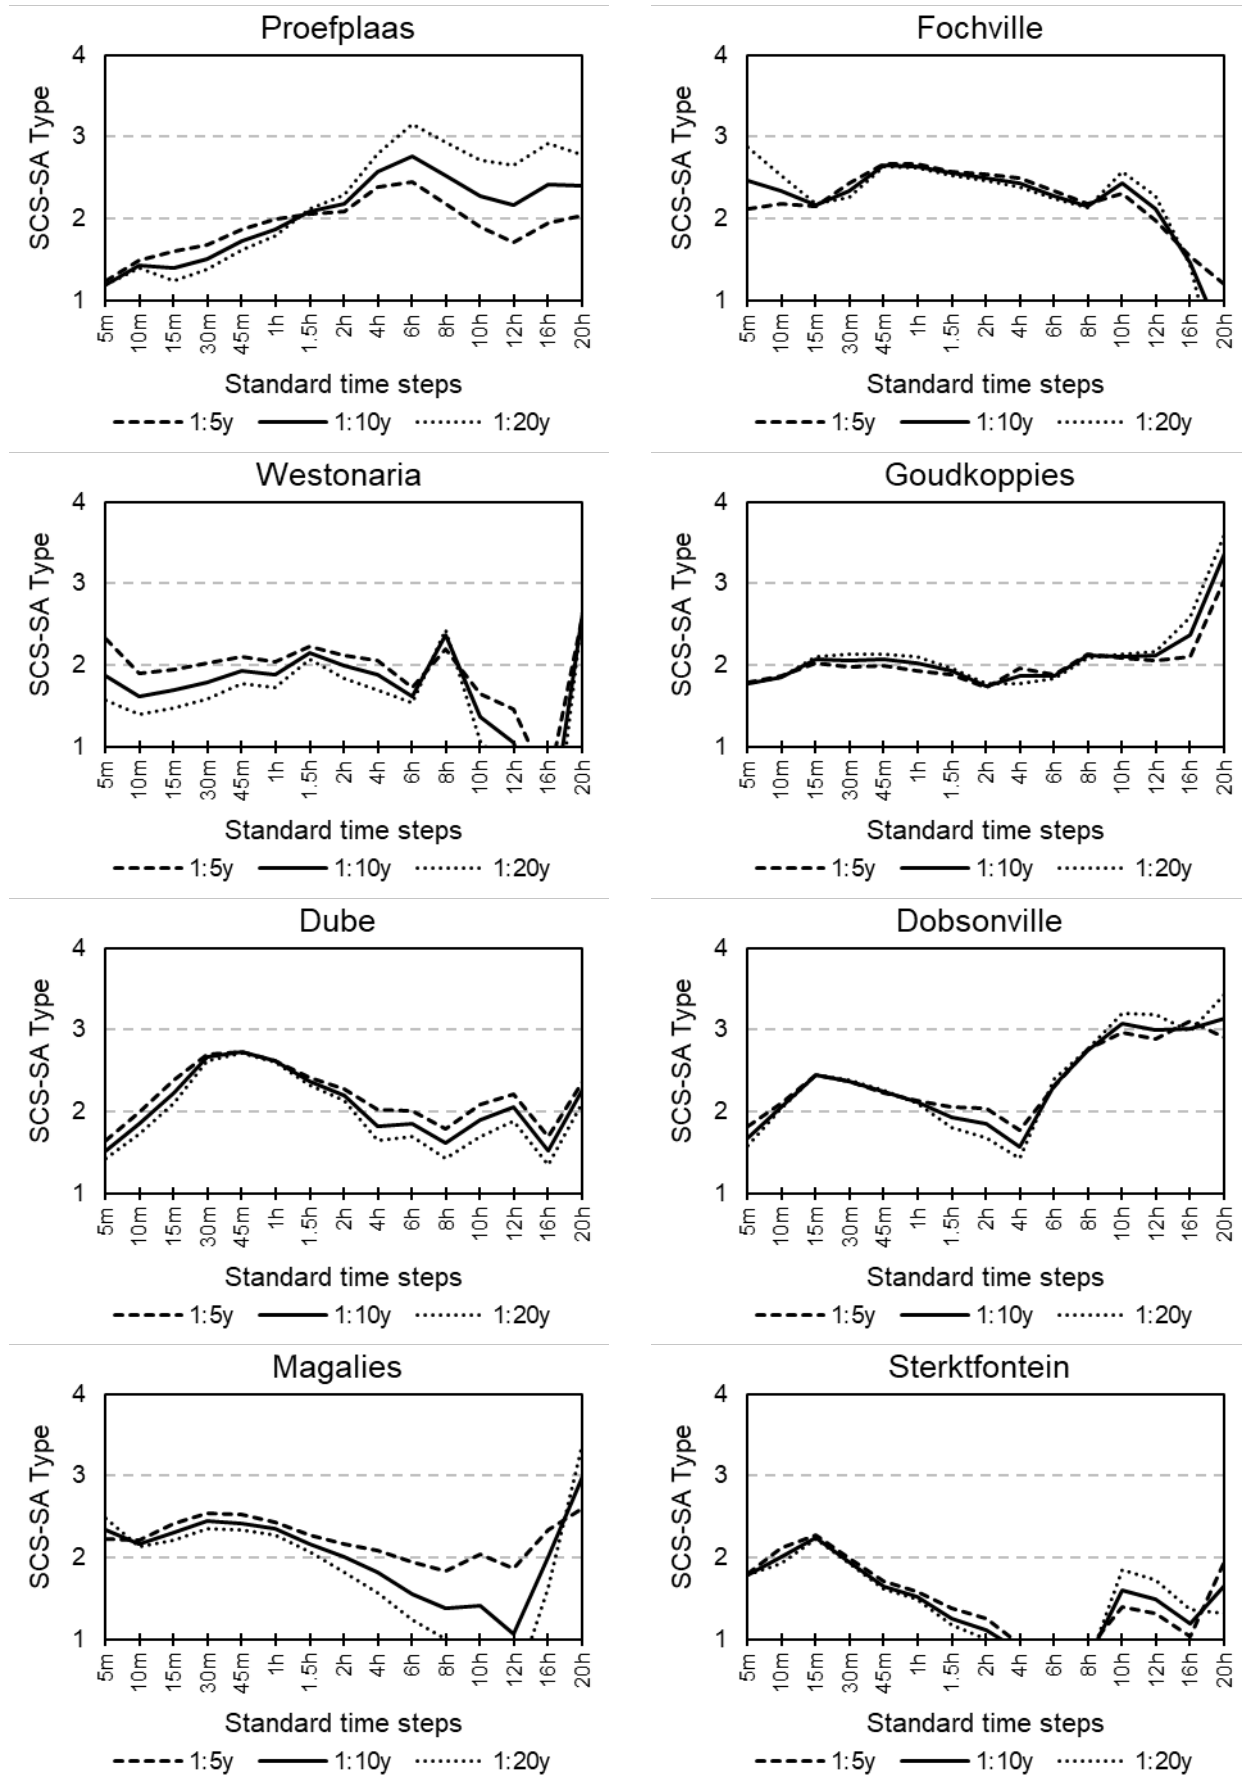 Proefplaas
4
3
2
1
SCS-SA Type
5m 10m 15m 30m 45m 1h 1.5h 2h 4h 6h 8h 10h 12h 16h 20h
Standard time steps
1:5y 1:10y 1:20y
Fochville
4
3
2
1
SCS-SA Type
5m 10m 15m 30m 45m 1h 1.5h 2h 4h 6h 8h 10h 12h 16h 20h
Standard time steps
1:5y 1:10y 1:20y
Westonaria
4
3
2
1
SCS-SA Type
5m 10m 15m 30m 45m 1h 1.5h 2h 4h 6h 8h 10h 12h 16h 20h
Standard time steps
1:5y 1:10y 1:20y
Goudkoppies
4
3
2
1
SCS-SA Type
5m 10m 15m 30m 45m 1h 1.5h 2h 4h 6h 8h 10h 12h 16h 20h
Standard time steps
1:5y 1:10y 1:20y
Dube
4
3
2
1
SCS-SA Type
5m 10m 15m 30m 45m 1h 1.5h 2h 4h 6h 8h 10h 12h 16h 20h
Standard time steps
1:5y 1:10y 1:20y
Dobsonville
4
3
2
1
SCS-SA Type
5m 10m 15m 30m 45m 1h 1.5h 2h 4h 6h 8h 10h 12h 16h 20h
Standard time steps
1:5y 1:10y 1:20y
Magalies
4
3
2
1
SCS-SA Type
5m 10m 15m 30m 45m 1h 1.5h 2h 4h 6h 8h 10h 12h 16h 20h
Standard time steps
1:5y 1:10y 1:20y
Sterktfontein
4
3
2
1
SCS-SA Type
5m 10m 15m 30m 45m 1h 1.5h 2h 4h 6h 8h 10h 12h 16h 20h
Standard time steps
1:5y 1:10y 1:20y